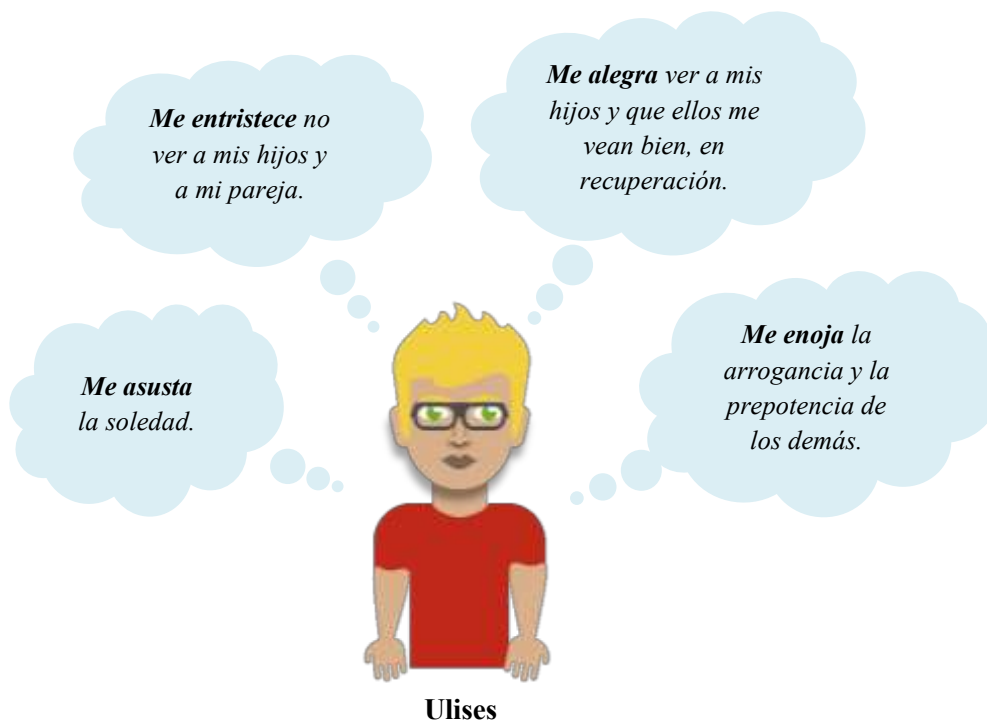 Me entristece no
ver a mis hijos y
a mi pareja.
Me alegra ver a mis
hijos y que ellos me
vean bien, en
recuperación.
Me asusta
la soledad.
Me enoja la
arrogancia y la
prepotencia de
los demás.
Ulises